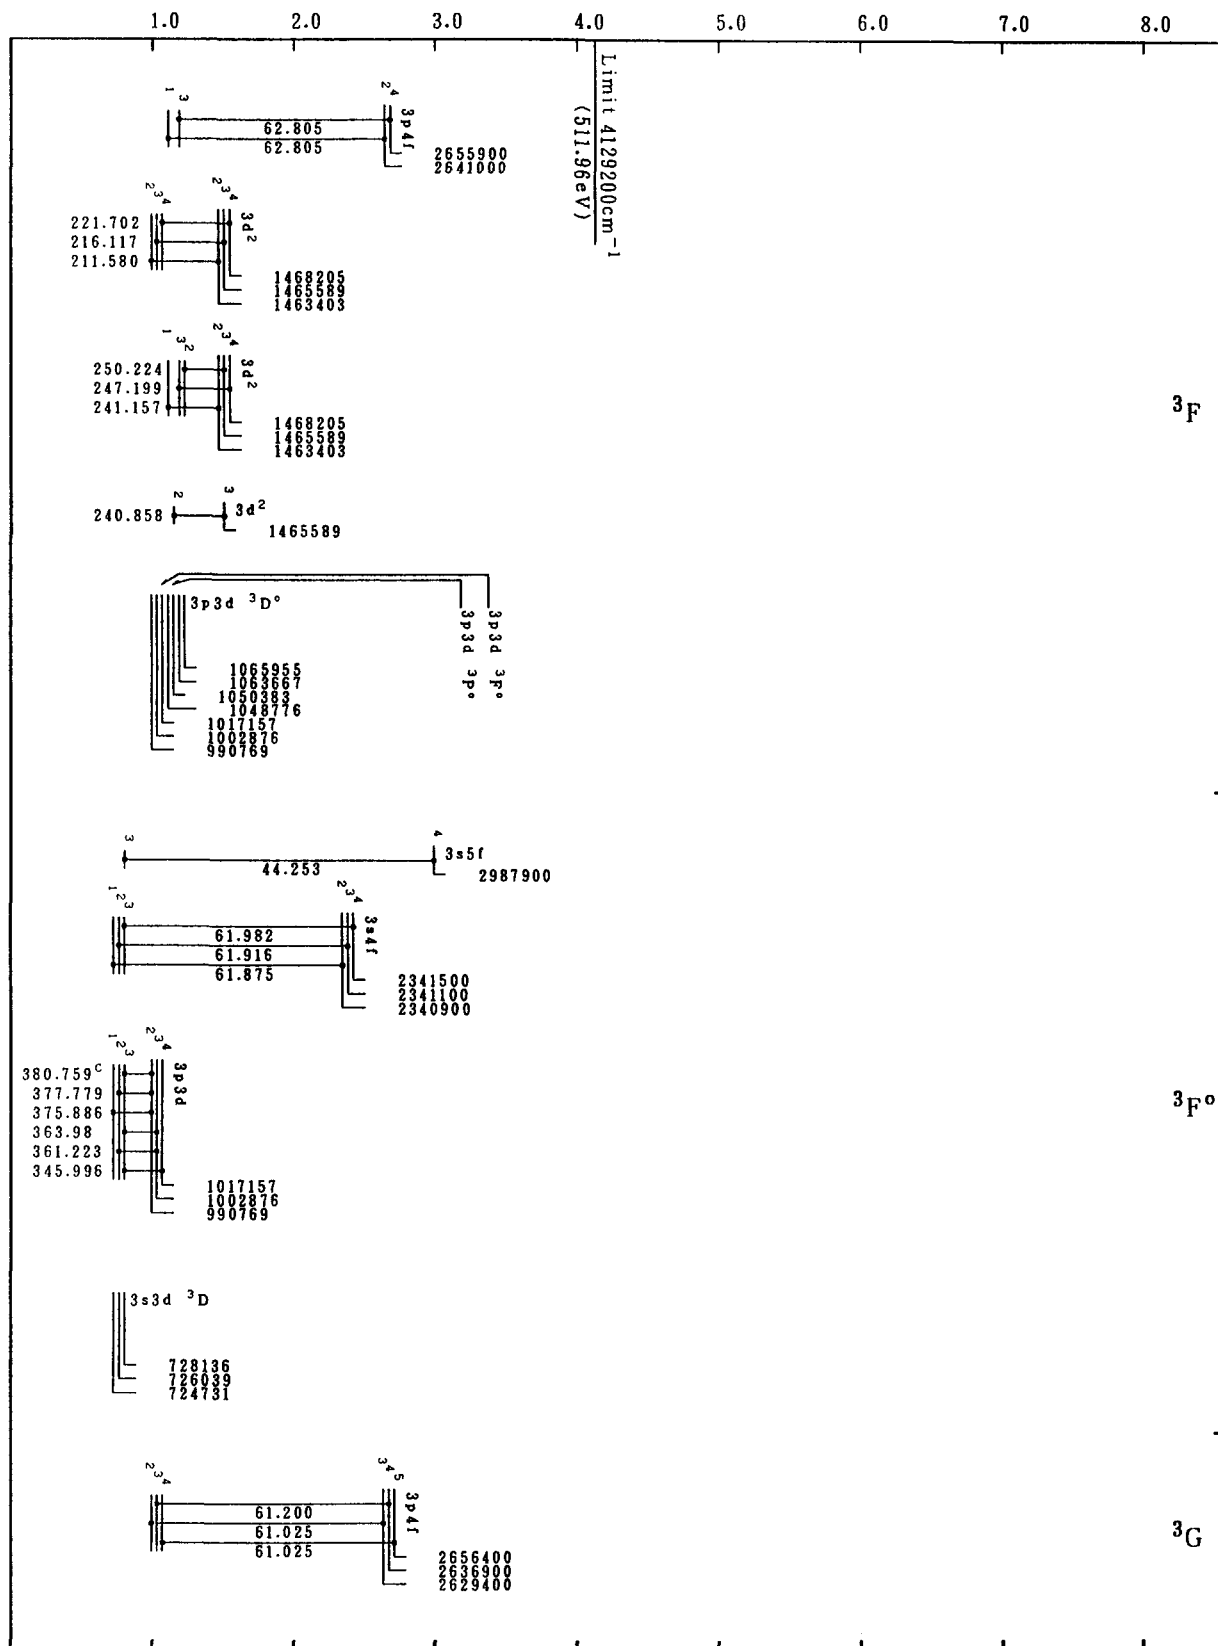 1.0 2.0 3.0 4.0 5.0 6.0 7.0 8.0
Limit 4129200cm⁻¹
(511.96eV)
1 3
2 4
3p4f
62.805
62.805
2655900
2641000
2 3 4
2 3 4
3d²
221.702
216.117
211.580
1468205
1465589
1463403
1 3 2
2 3 4
3d²
250.224
247.199
241.157
1468205
1465589
1463403
³F
2
3
3d²
240.858
1465589
3p3d ³D°
3p3d ³P°
3p3d ³F°
1065955
1063667
1050383
1048776
1017157
1002876
990769
3
4
3s5f
44.253
2987900
1 2 3
2 3 4
3s4f
61.982
61.916
61.875
2341500
2341100
2340900
1 2 3
2 3 4
3p3d
380.759ᶜ
377.779
375.886
363.98
361.223
345.996
1017157
1002876
990769
³F°
3s3d ³D
728136
726039
724731
2 3 4
3 4 5
3p4f
61.200
61.025
61.025
2656400
2636900
2629400
³G